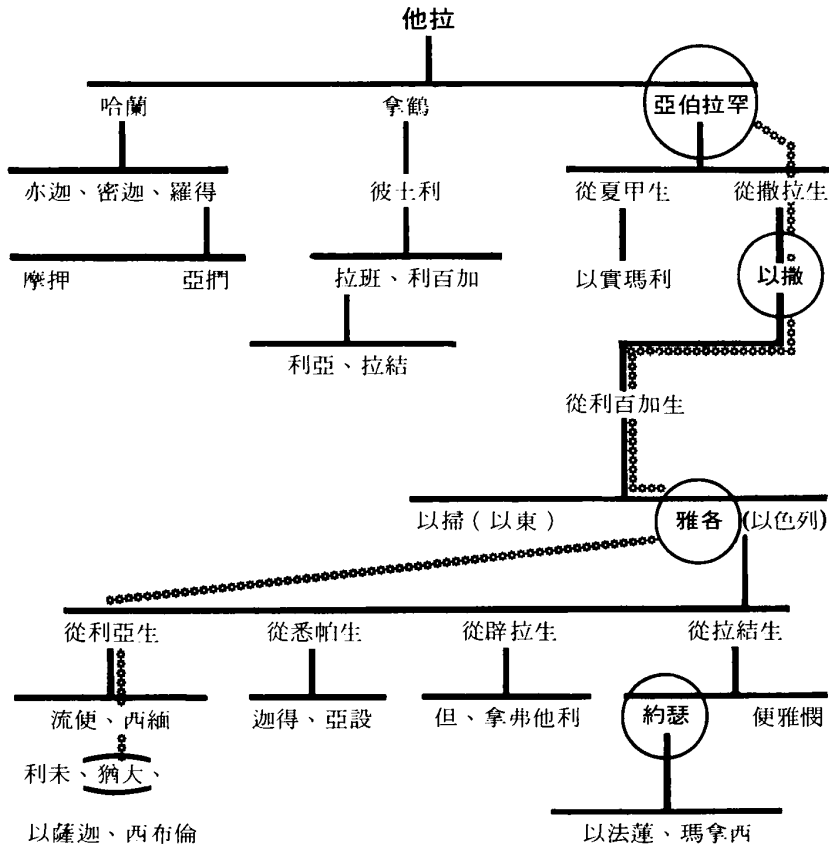 他拉
哈蘭 拿鶴 亞伯拉罕
亦迦、密迦、羅得 彼土利 從夏甲生 從撒拉生
摩押 亞捫 拉班、利百加 以實瑪利 以撒
利亞、拉結
從利百加生
以掃(以東) 雅各 (以色列)
從利亞生 從悉帕生 從辟拉生 從拉結生
流便、西緬 迦得、亞設 但、拿弗他利 約瑟 便雅憫
利未、猶大、
以薩迦、西布倫 以法蓮、瑪拿西